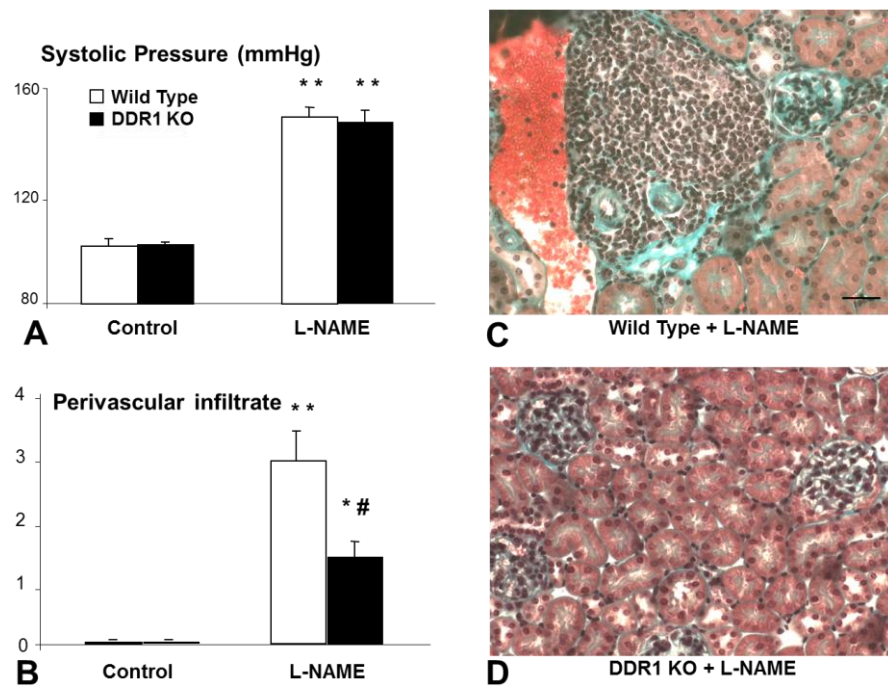 Systolic Pressure (mmHg)
160
* *
* *
Wild Type
DDR1 KO
120
80
Control
L-NAME
A
Perivascular infiltrate
4
* *
3
2
* #
1
0
Control
L-NAME
B
C
Wild Type + L-NAME
D
DDR1 KO + L-NAME